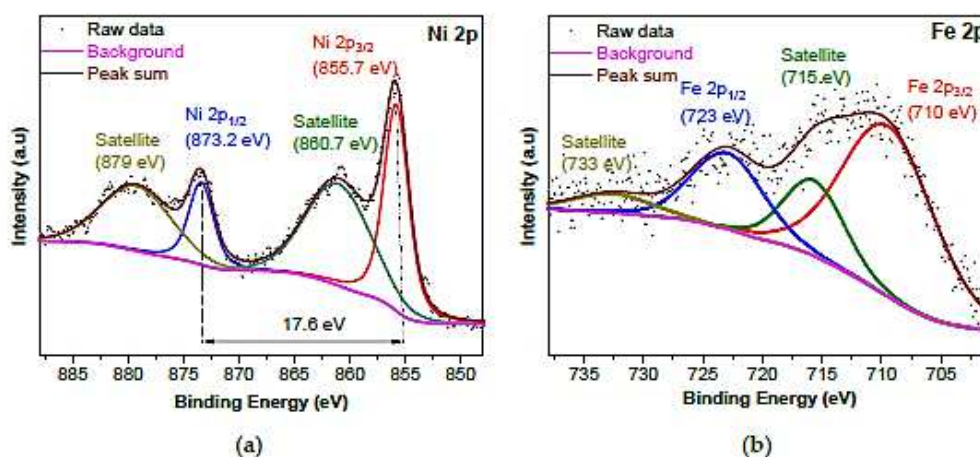 Raw data
Background
Peak sum
Ni 2p
Ni 2p3/2
(855.7 eV)
Ni 2p1/2
(873.2 eV)
Satellite
(860.7 eV)
Satellite
(879 eV)
17.6 eV
Intensity (a.u)
885 880 875 870 865 860 855 850
Binding Energy (eV)
(a)
Raw data
Background
Peak sum
Fe 2p
Satellite
(715.eV)
Fe 2p1/2
(723 eV)
Fe 2p3/2
(710 eV)
Satellite
(733 eV)
Intensity (a.u)
735 730 725 720 715 710 705
Binding Energy (eV)
(b)